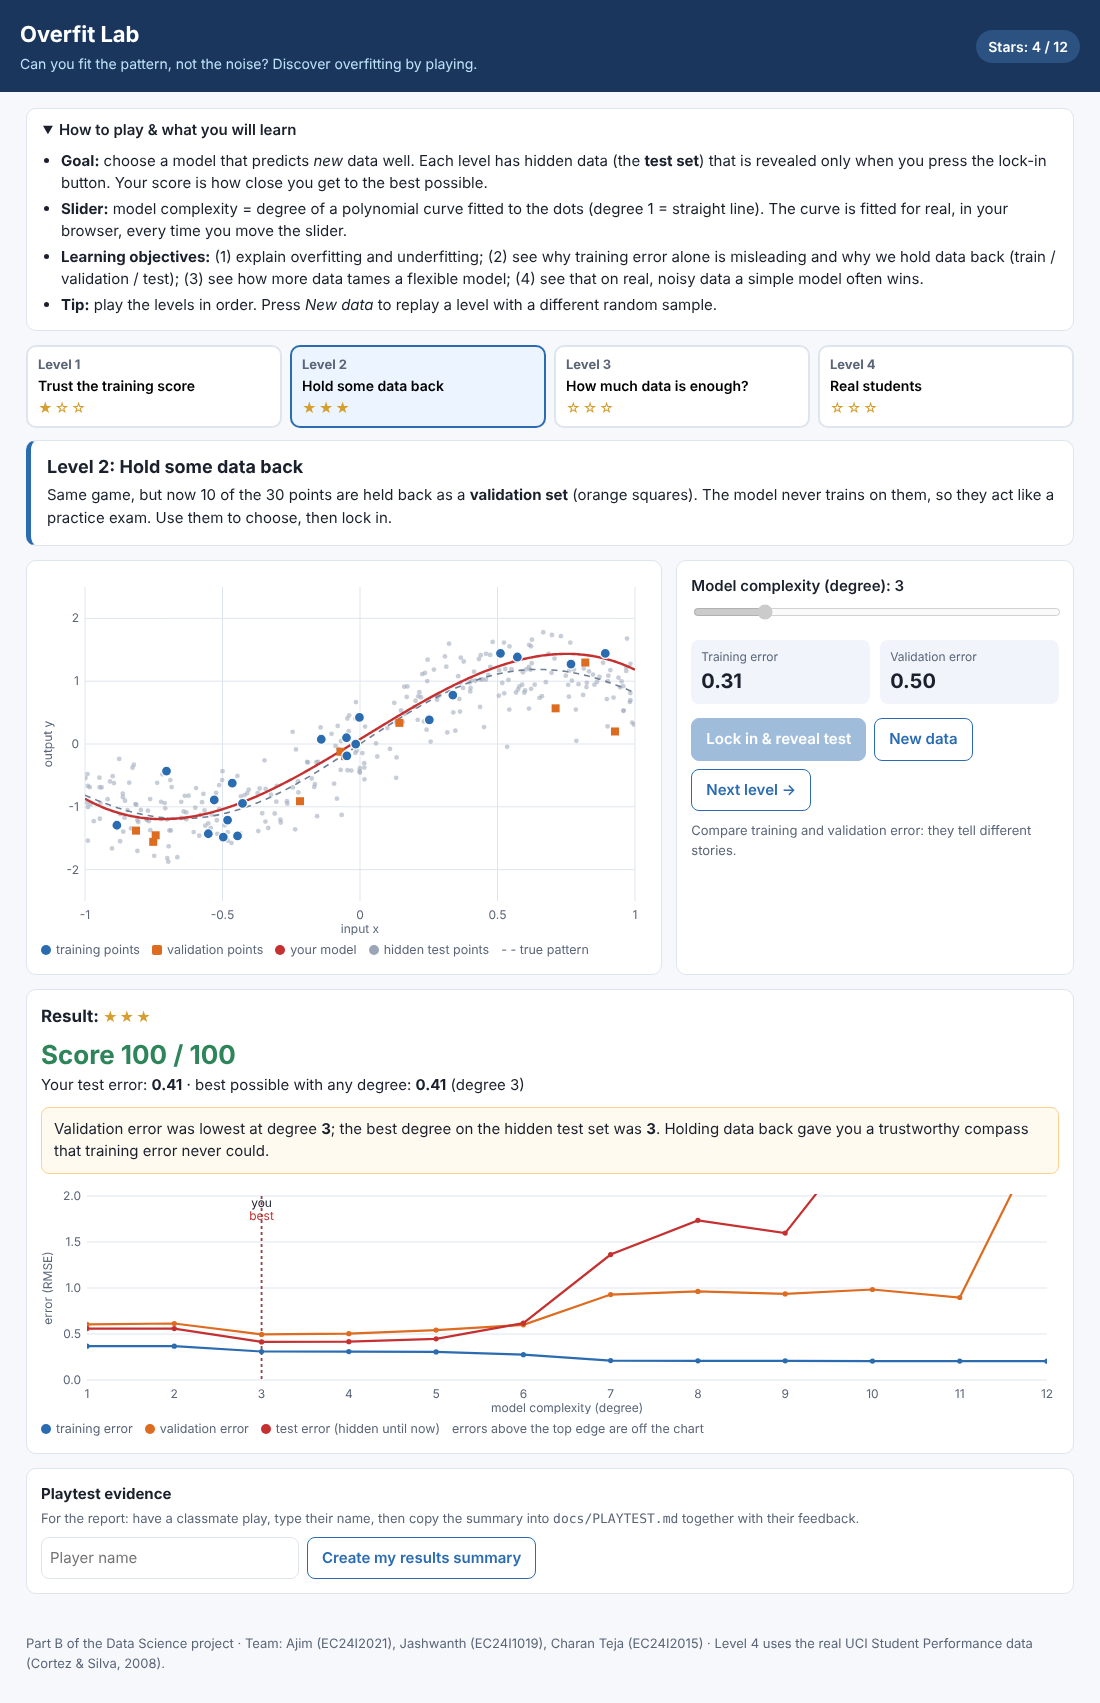 Overfit Lab
Can you fit the pattern, not the noise? Discover overfitting by playing.
Stars: 4 / 12
▼ How to play & what you will learn
• Goal: choose a model that predicts new data well. Each level has hidden data (the test set) that is revealed only when you press the lock-in
button. Your score is how close you get to the best possible.
• Slider: model complexity = degree of a polynomial curve fitted to the dots (degree 1 = straight line). The curve is fitted for real, in your
browser, every time you move the slider.
• Learning objectives: (1) explain overfitting and underfitting; (2) see why training error alone is misleading and why we hold data back (train /
validation / test); (3) see how more data tames a flexible model; (4) see that on real, noisy data a simple model often wins.
• Tip: play the levels in order. Press New data to replay a level with a different random sample.
Level 1
Trust the training score
★☆☆
Level 2
Hold some data back
★★★
Level 3
How much data is enough?
☆☆☆
Level 4
Real students
☆☆☆
Level 2: Hold some data back
Same game, but now 10 of the 30 points are held back as a validation set (orange squares). The model never trains on them, so they act like a
practice exam. Use them to choose, then lock in.
2
1
0
-1
-2
output y
-1 -0.5 0 0.5 1
input x
training points validation points your model hidden test points - - true pattern
Model complexity (degree): 3
Training error
0.31
Validation error
0.50
Lock in & reveal test
New data
Next level →
Compare training and validation error: they tell different
stories.
Result: ★★★
Score 100 / 100
Your test error: 0.41 · best possible with any degree: 0.41 (degree 3)
Validation error was lowest at degree 3; the best degree on the hidden test set was 3. Holding data back gave you a trustworthy compass
that training error never could.
2.0
1.5
1.0
0.5
0.0
error (RMSE)
you
best
1 2 3 4 5 6 7 8 9 10 11 12
model complexity (degree)
training error validation error test error (hidden until now) errors above the top edge are off the chart
Playtest evidence
For the report: have a classmate play, type their name, then copy the summary into docs/PLAYTEST.md together with their feedback.
Player name
Create my results summary
Part B of the Data Science project · Team: Ajim (EC24I2021), Jashwanth (EC24I1019), Charan Teja (EC24I2015) · Level 4 uses the real UCI Student Performance data
(Cortez & Silva, 2008).